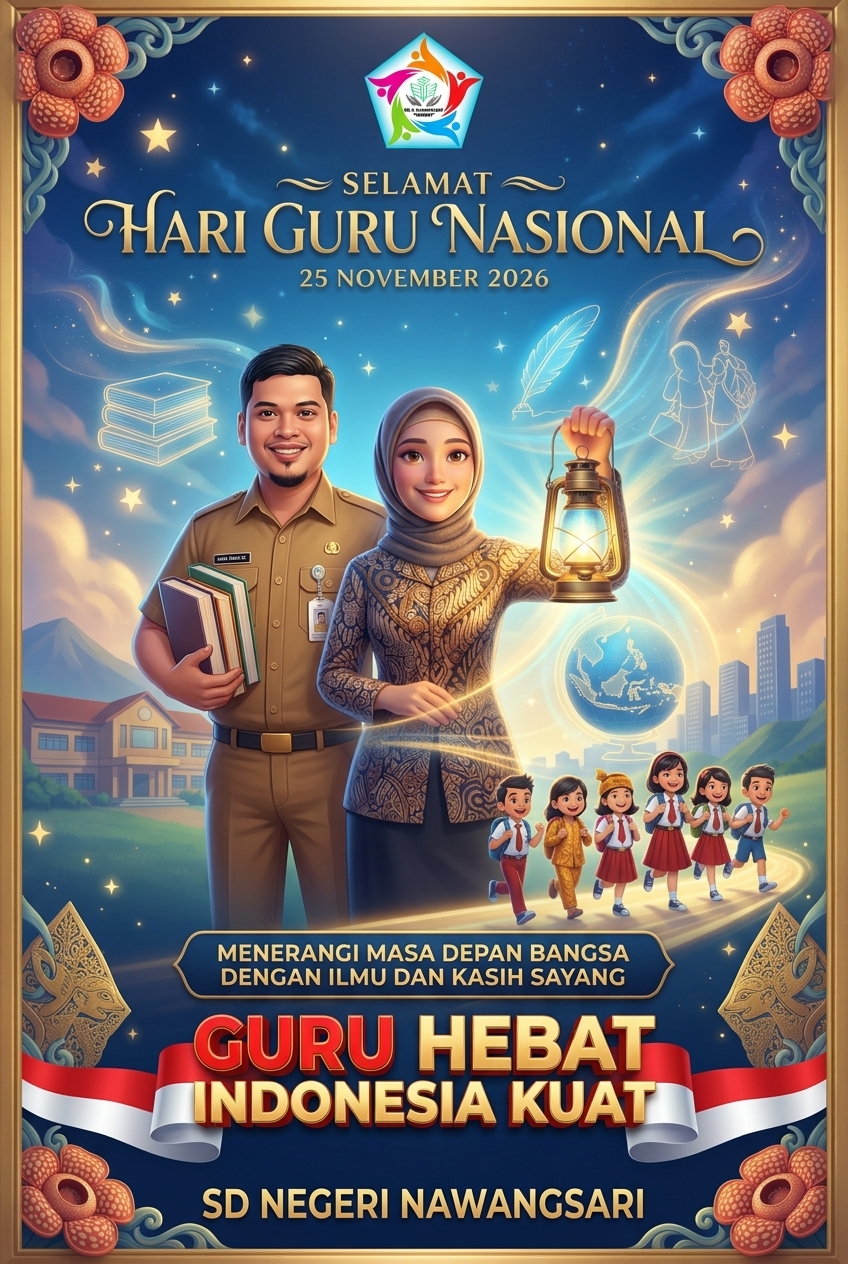 SELAMAT
HARI GURU NASIONAL
25 NOVEMBER 2026
MENERANGI MASA DEPAN BANGSA
DENGAN ILMU DAN KASIH SAYANG
GURU HEBAT
INDONESIA KUAT
SD NEGERI NAWANGSARI